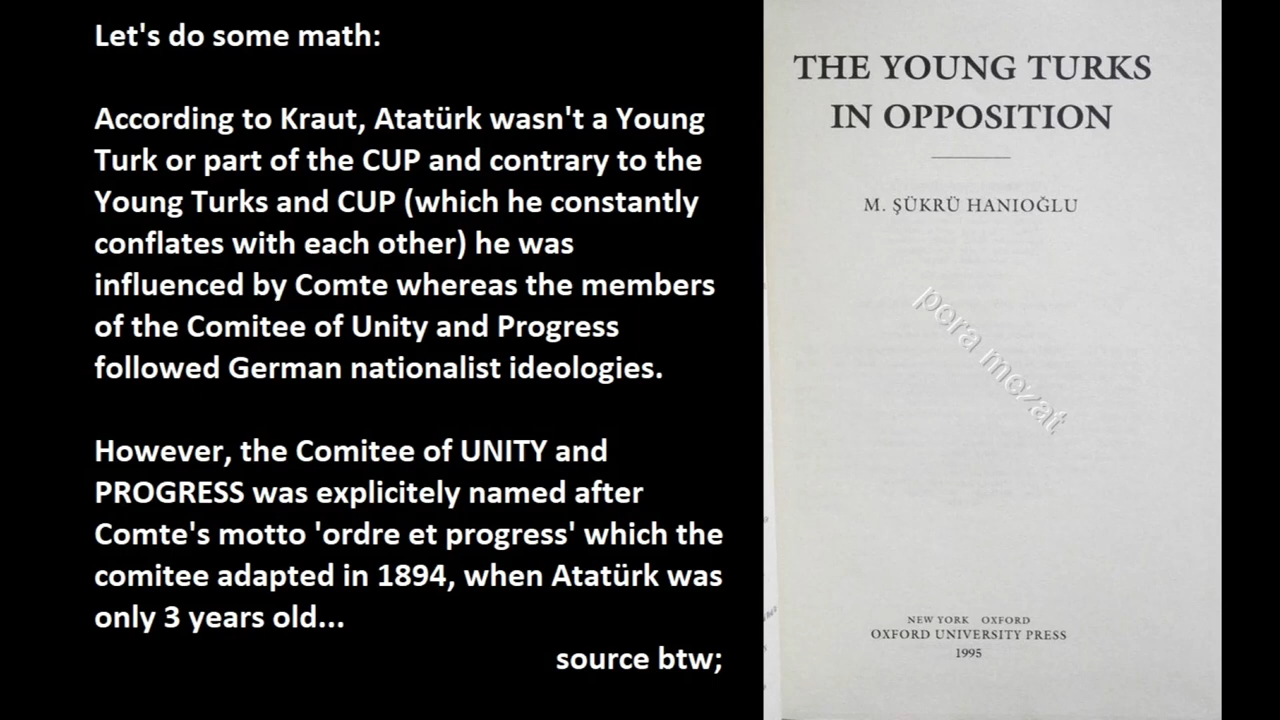 Let's do some math:
According to Kraut, Atatürk wasn't a Young
Turk or part of the CUP and contrary to the
Young Turks and CUP (which he constantly
conflates with each other) he was
influenced by Comte whereas the members
of the Comitee of Unity and Progress
followed German nationalist ideologies.
However, the Comitee of UNITY and
PROGRESS was explicitely named after
Comte's motto 'ordre et progress' which the
comitee adapted in 1894, when Atatürk was
only 3 years old...
source btw;
THE YOUNG TURKS
IN OPPOSITION
M. ŞÜKRÜ HANIOĞLU
pera mezat
NEW YORK OXFORD
OXFORD UNIVERSITY PRESS
1995